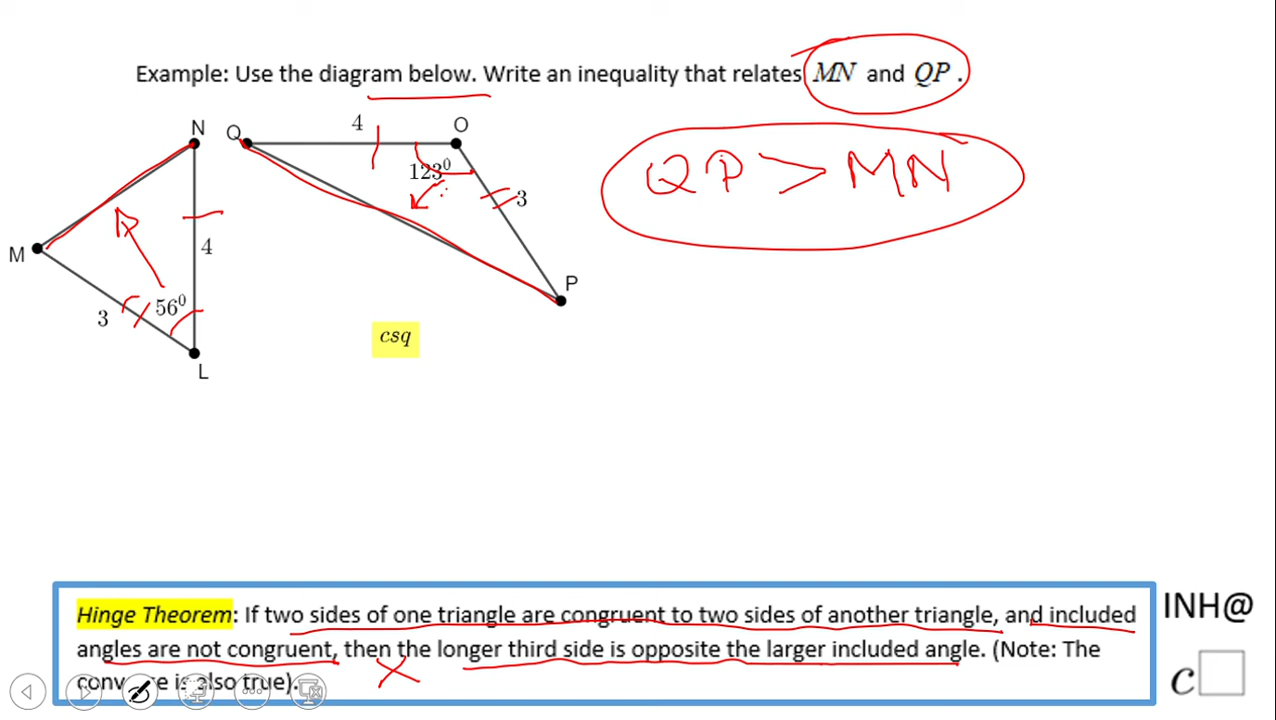 Example: Use the diagram below. Write an inequality that relates MN and QP.
N Q 4 O
123⁰
QP > MN
3
M 4
P
56⁰
3
csq
L
Hinge Theorem: If two sides of one triangle are congruent to two sides of another triangle, and included
angles are not congruent, then the longer third side is opposite the larger included angle. (Note: The
is also true).
INH@
c